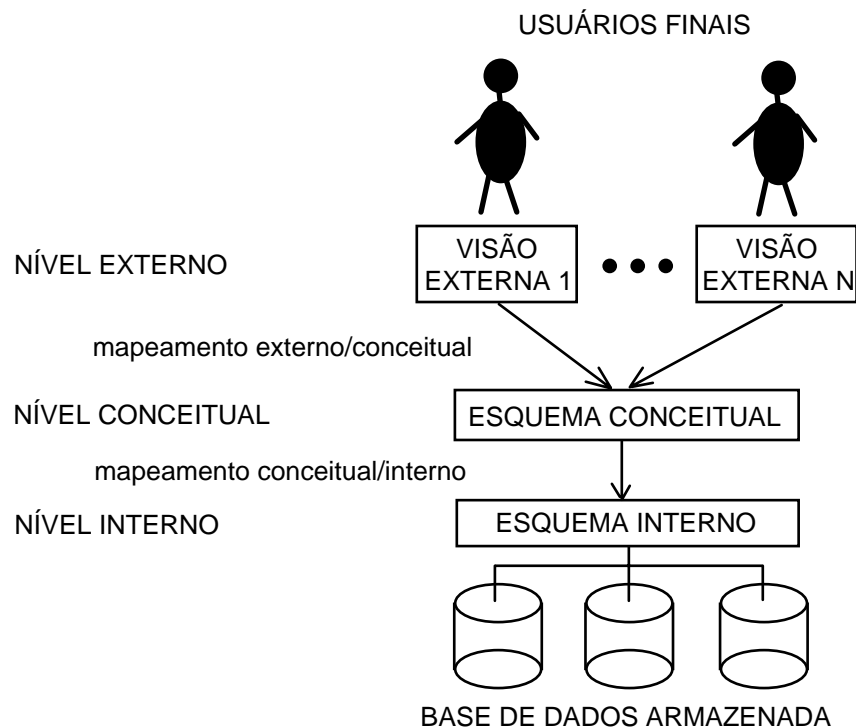 USUÁRIOS FINAIS
NÍVEL EXTERNO
VISÃO
EXTERNA 1
VISÃO
EXTERNA N
mapeamento externo/conceitual
NÍVEL CONCEITUAL
ESQUEMA CONCEITUAL
mapeamento conceitual/interno
NÍVEL INTERNO
ESQUEMA INTERNO
BASE DE DADOS ARMAZENADA